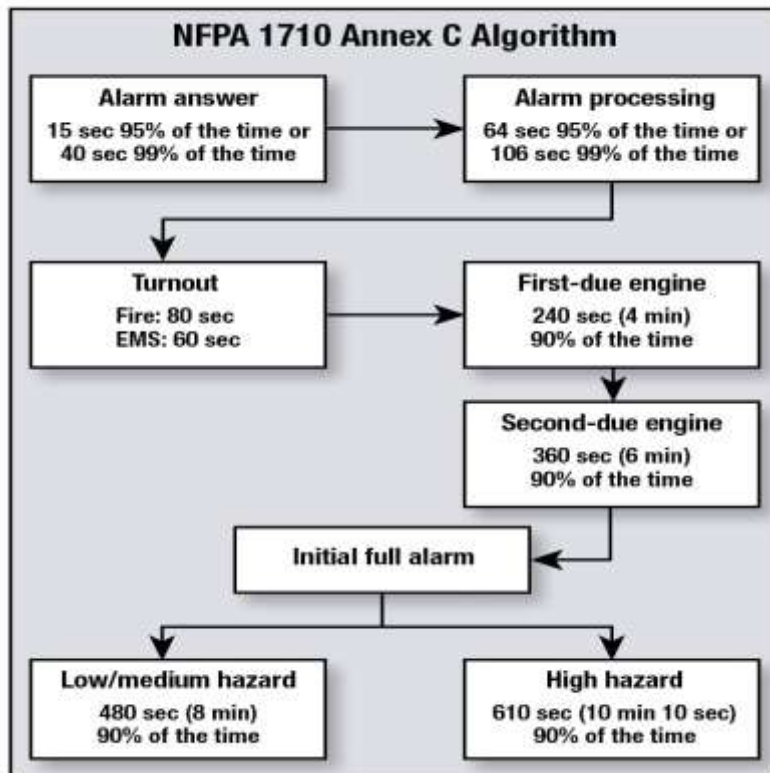 NFPA 1710 Annex C Algorithm
Alarm answer
15 sec 95% of the time or
40 sec 99% of the time
Alarm processing
64 sec 95% of the time or
106 sec 99% of the time
Turnout
Fire: 80 sec
EMS: 60 sec
First-due engine
240 sec (4 min)
90% of the time
Second-due engine
360 sec (6 min)
90% of the time
Initial full alarm
Low/medium hazard
480 sec (8 min)
90% of the time
High hazard
610 sec (10 min 10 sec)
90% of the time